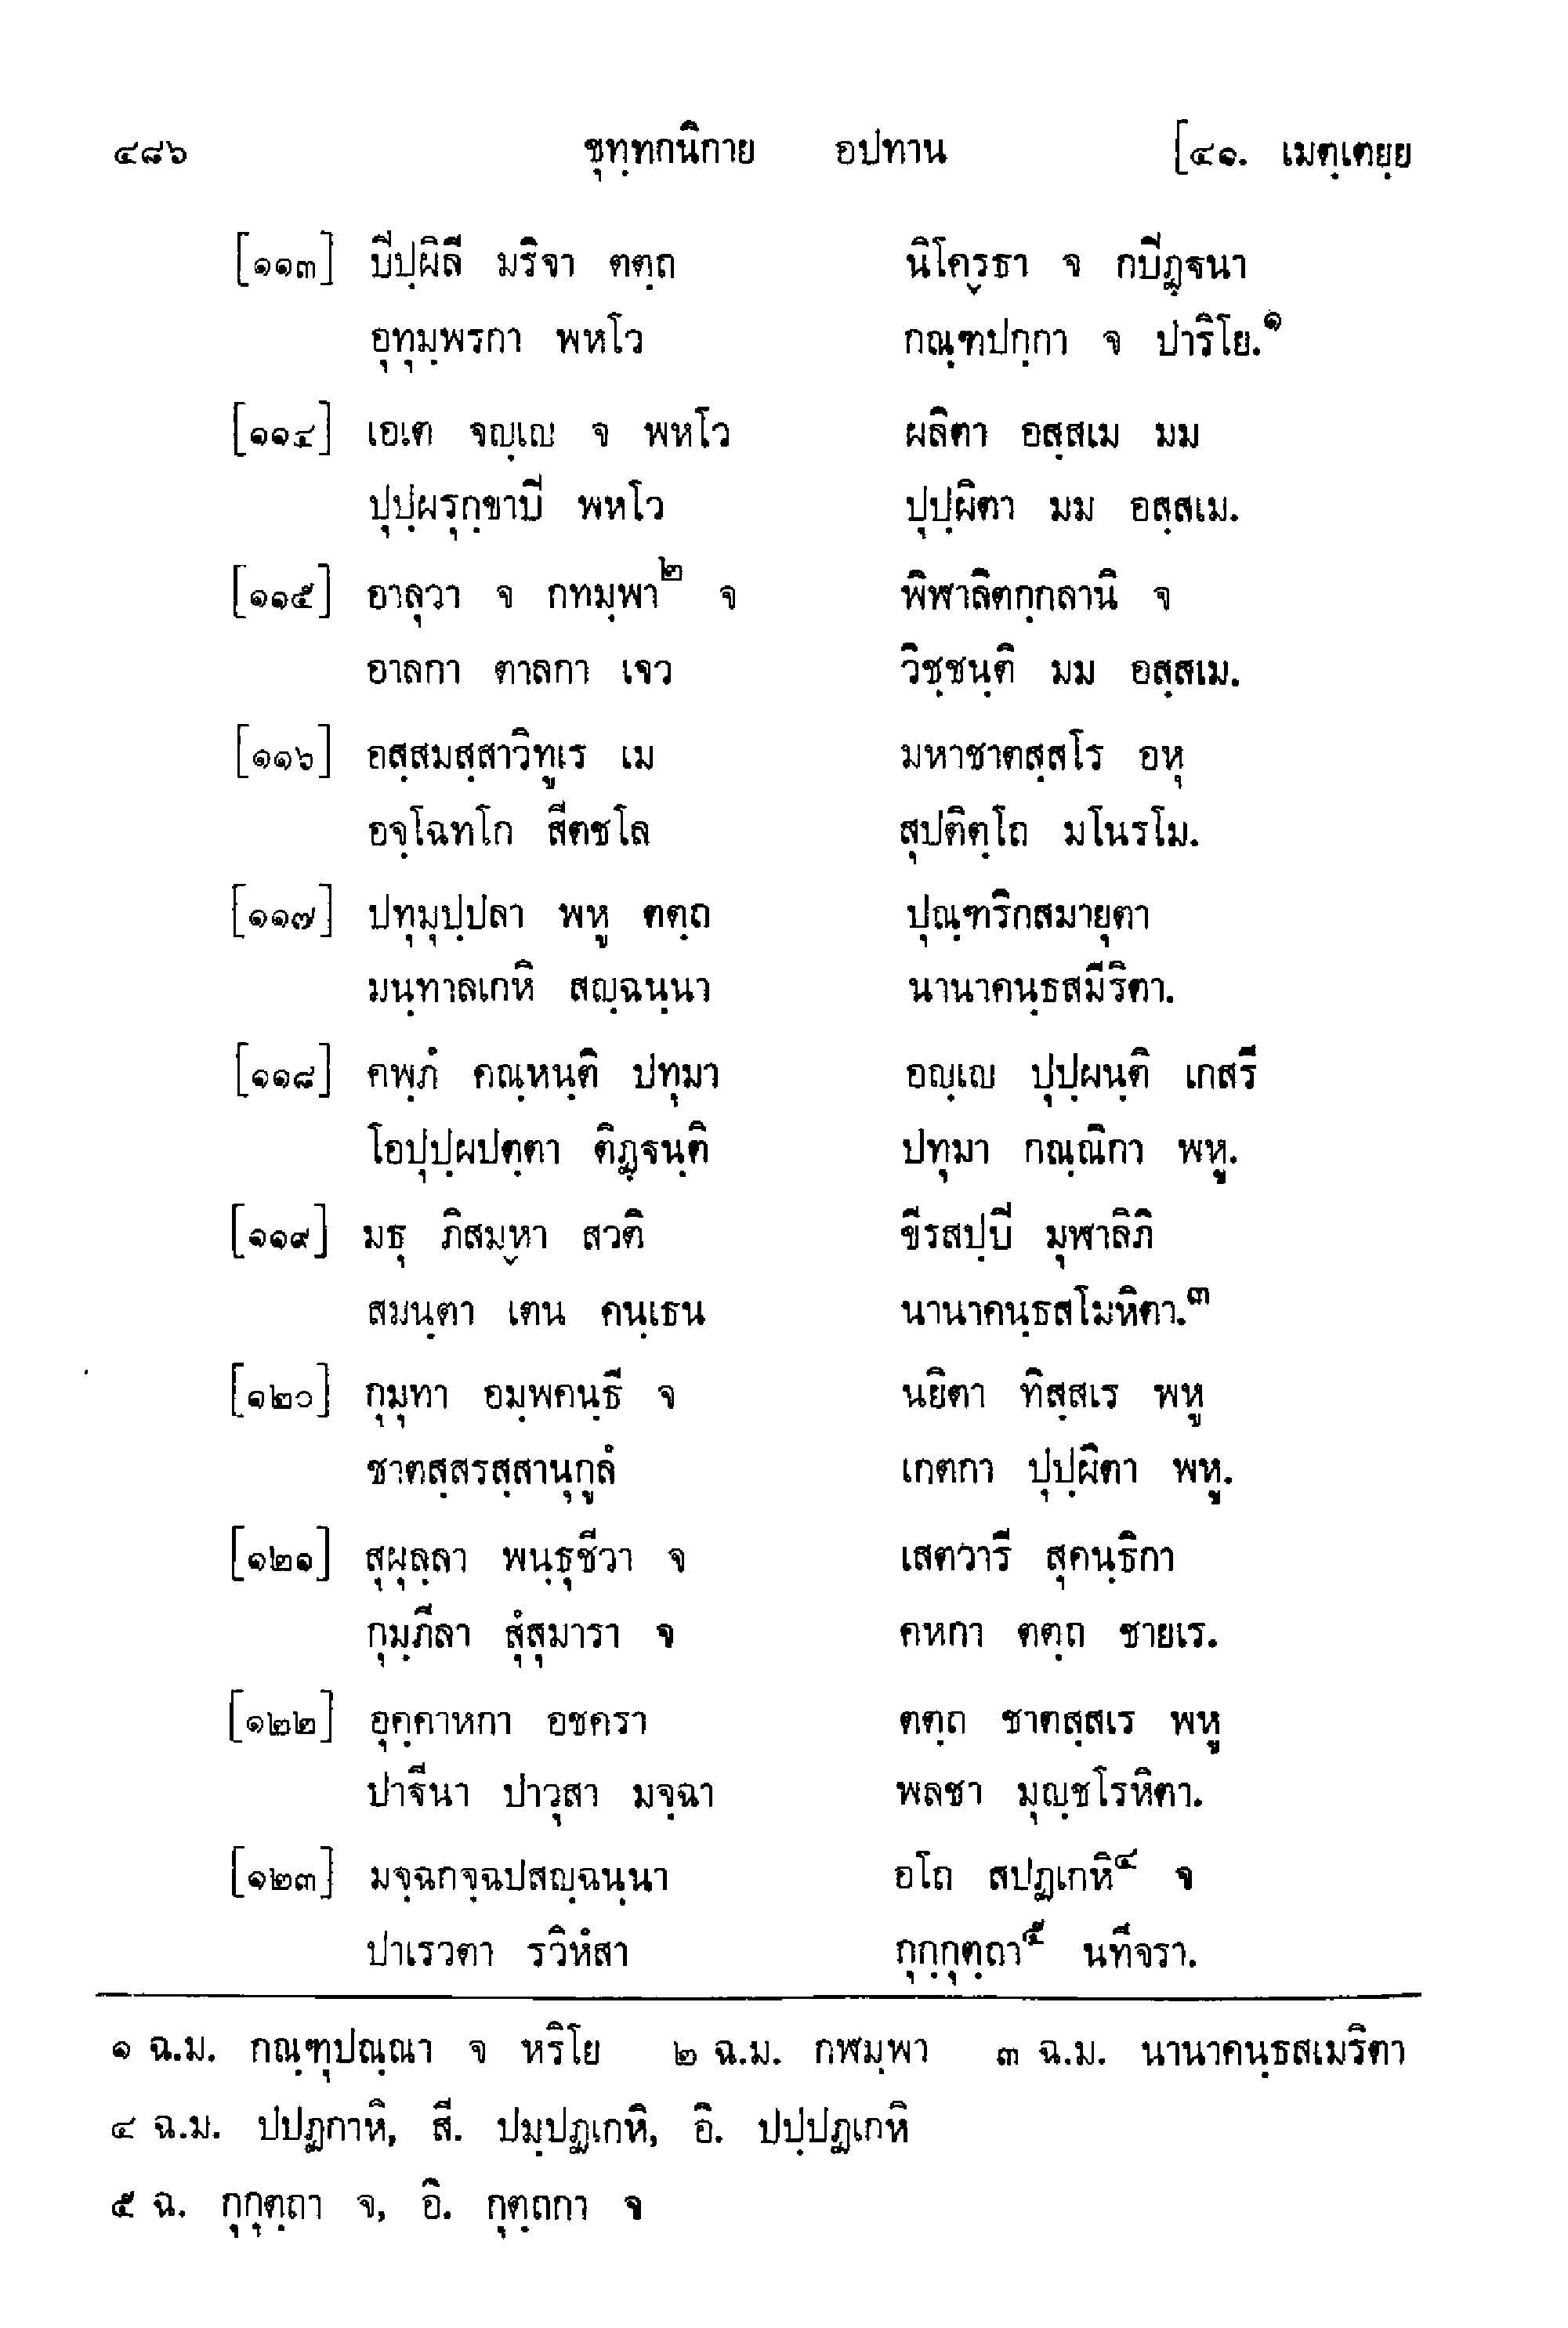 ๔๘๖ ขุทฺทกนิกาย อปทาน [๔๑. เมตฺเตยฺย
[๑๑๓] ปีปฺผิลี มริจา ตตฺถ นิโคฺรธา จ กปีฏฺฐนา
อุทุมฺพรกา พหโว กณฺฑปกฺกา จ ปาริโย.๑
[๑๑๔] เอเต จญฺเญ จ พหโว ผลิตา อสฺสเม มม
ปุปฺผรุกฺขาปี พหโว ปุปฺผิตา มม อสฺสเม.
[๑๑๕] อาลุวา จ กทมฺพา๒ จ พิฬาลิตกฺกลานิ จ
อาลกา ตาลกา เจว วิชฺชนฺติ มม อสฺสเม.
[๑๑๖] อสฺสมสฺสาวิทูเร เม มหาชาตสฺสโร อหุ
อจฺโฉทโก สีตชโล สุปติตฺโถ มโนรโม.
[๑๑๗] ปทุมุปฺปลา พหู ตตฺถ ปุณฺฑริกสมายุตา
มนฺทาลเกหิ สญฺฉนฺนา นานาคนฺธสมีริตา.
[๑๑๘] คพฺภํ คณฺหนฺติ ปทุมา อญฺเญ ปุปฺผนฺติ เกสรี
โอปุปฺผปตฺตา ติฏฺฐนฺติ ปทุมา กณฺณิกา พหู.
[๑๑๙] มธุ ภิสมฺหา สวติ ขีรสปฺปี มุฬาลิภิ
สมนฺตา เตน คนฺเธน นานาคนฺธสโมหิตา.๓
[๑๒๐] กุมุทา อมฺพคนฺธี จ นยิตา ทิสฺสเร พหู
ชาตสฺสรสฺสานุกูลํ เกตกา ปุปฺผิตา พหู.
[๑๒๑] สุผุลฺลา พนฺธุชีวา จ เสตวารี สุคนฺธิกา
กุมฺภีลา สุํสุมารา จ คหกา ตตฺถ ชายเร.
[๑๒๒] อุคฺคาหกา อชครา ตตฺถ ชาตสฺสเร พหู
ปาจีนา ปาวุสา มจฺฉา พลชา มุญฺชโรหิตา.
[๑๒๓] มจฺฉกจฺฉปสญฺฉนฺนา อโถ สปฏเกหิ๔ จ
ปาเรวตา รวิหํสา กุกฺกุตฺถา๕ นทีจรา.
๑ ฉ.ม. กณฺฑุปณฺณา จ หริโย ๒ ฉ.ม. กฬมฺพา ๓ ฉ.ม. นานาคนฺธสเมริตา
๔ ฉ.ม. ปปฏกาหิ, สี. ปมฺปฏเกหิ, อิ. ปปฺปฏเกหิ
๕ ฉ. กุกุตฺถา จ, อิ. กุตฺถกา จ